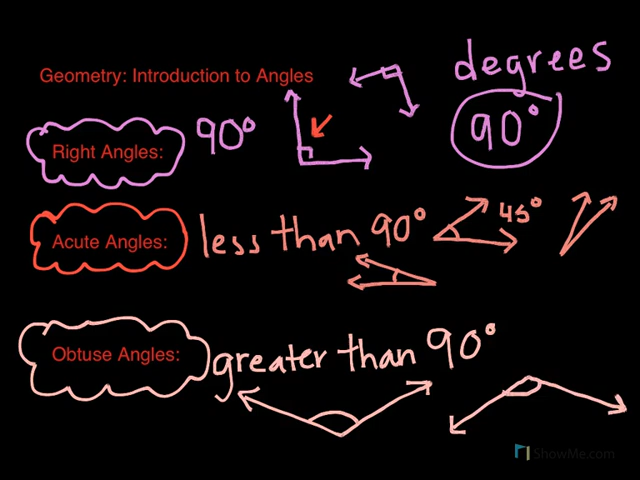 Geometry: Introduction to Angles
degrees
90°
Right Angles:
90°
Acute Angles:
less than 90°
45°
Obtuse Angles:
greater than 90°
ShowMe.com